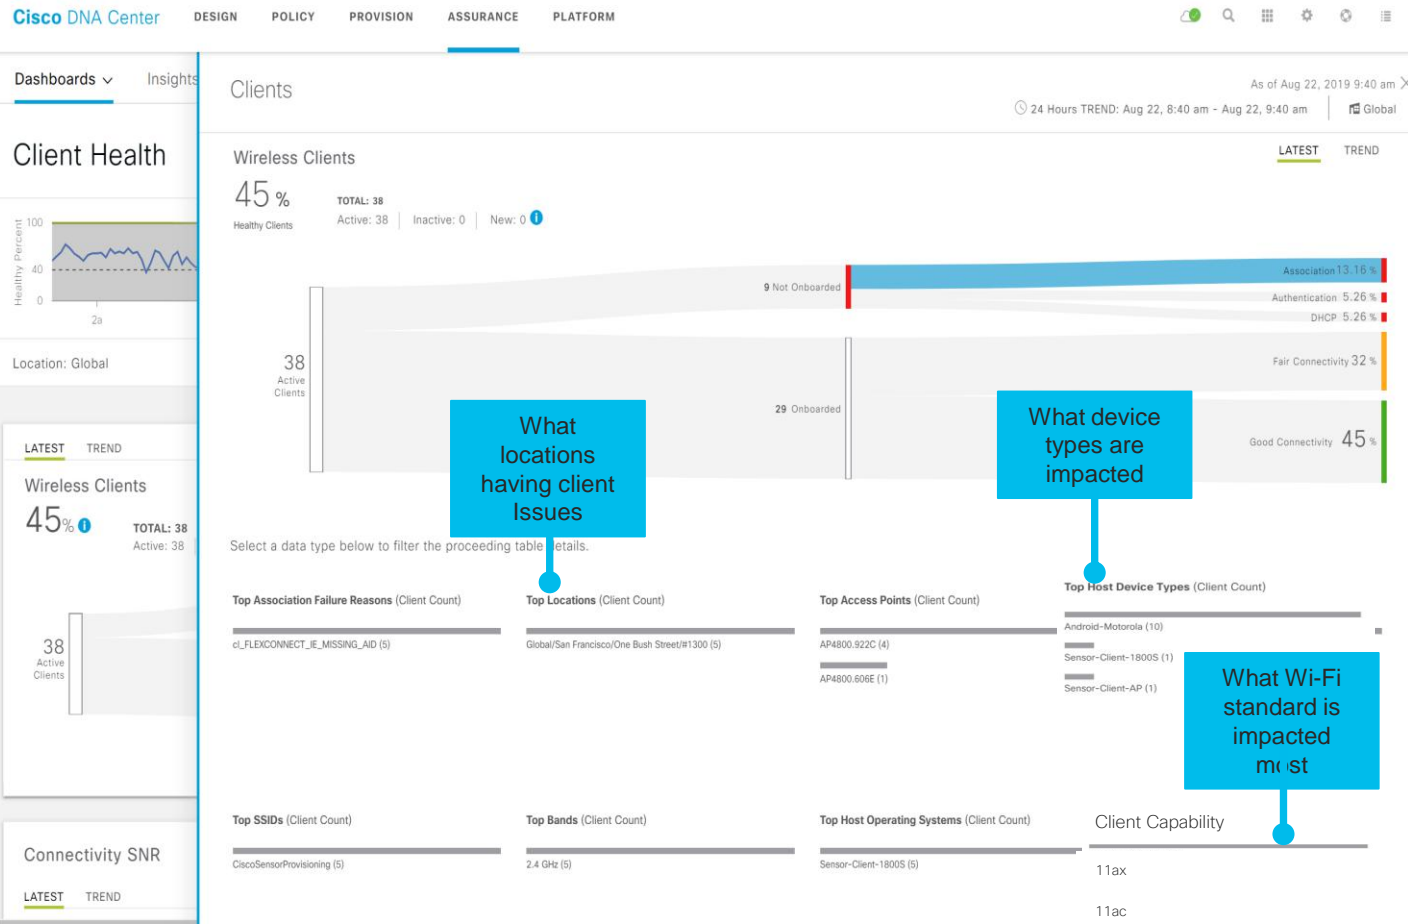 Cisco DNA Center
DESIGN POLICY PROVISION ASSURANCE PLATFORM
Dashboards Insights
Client Health
Healthy Percent
100
40
0
2a
Location: Global
LATEST TREND
Wireless Clients
45% i
TOTAL: 38
Active: 38
38
Active
Clients
Connectivity SNR
LATEST TREND
Clients
As of Aug 22, 2019 9:40 am
24 Hours TREND: Aug 22, 8:40 am - Aug 22, 9:40 am
Global
Wireless Clients
LATEST TREND
45 %
Healthy Clients
TOTAL: 38
Active: 38 Inactive: 0 New: 0 i
38
Active
Clients
9 Not Onboarded
29 Onboarded
Association 13.16 %
Authentication 5.26 %
DHCP 5.26 %
Fair Connectivity 32 %
Good Connectivity 45 %
What
locations
having client
Issues
What device
types are
impacted
Select a data type below to filter the proceeding table details.
Top Association Failure Reasons (Client Count)
cl_FLEXCONNECT_IE_MISSING_AID (5)
Top Locations (Client Count)
Global/San Francisco/One Bush Street/#1300 (5)
Top Access Points (Client Count)
AP4800.922C (4)
AP4800.606E (1)
Top Host Device Types (Client Count)
Android-Motorola (10)
Sensor-Client-1800S (1)
Sensor-Client-AP (1)
What Wi-Fi
standard is
impacted
most
Top SSIDs (Client Count)
CiscoSensorProvisioning (5)
Top Bands (Client Count)
2.4 GHz (5)
Top Host Operating Systems (Client Count)
Sensor-Client-1800S (5)
Client Capability
11ax
11ac